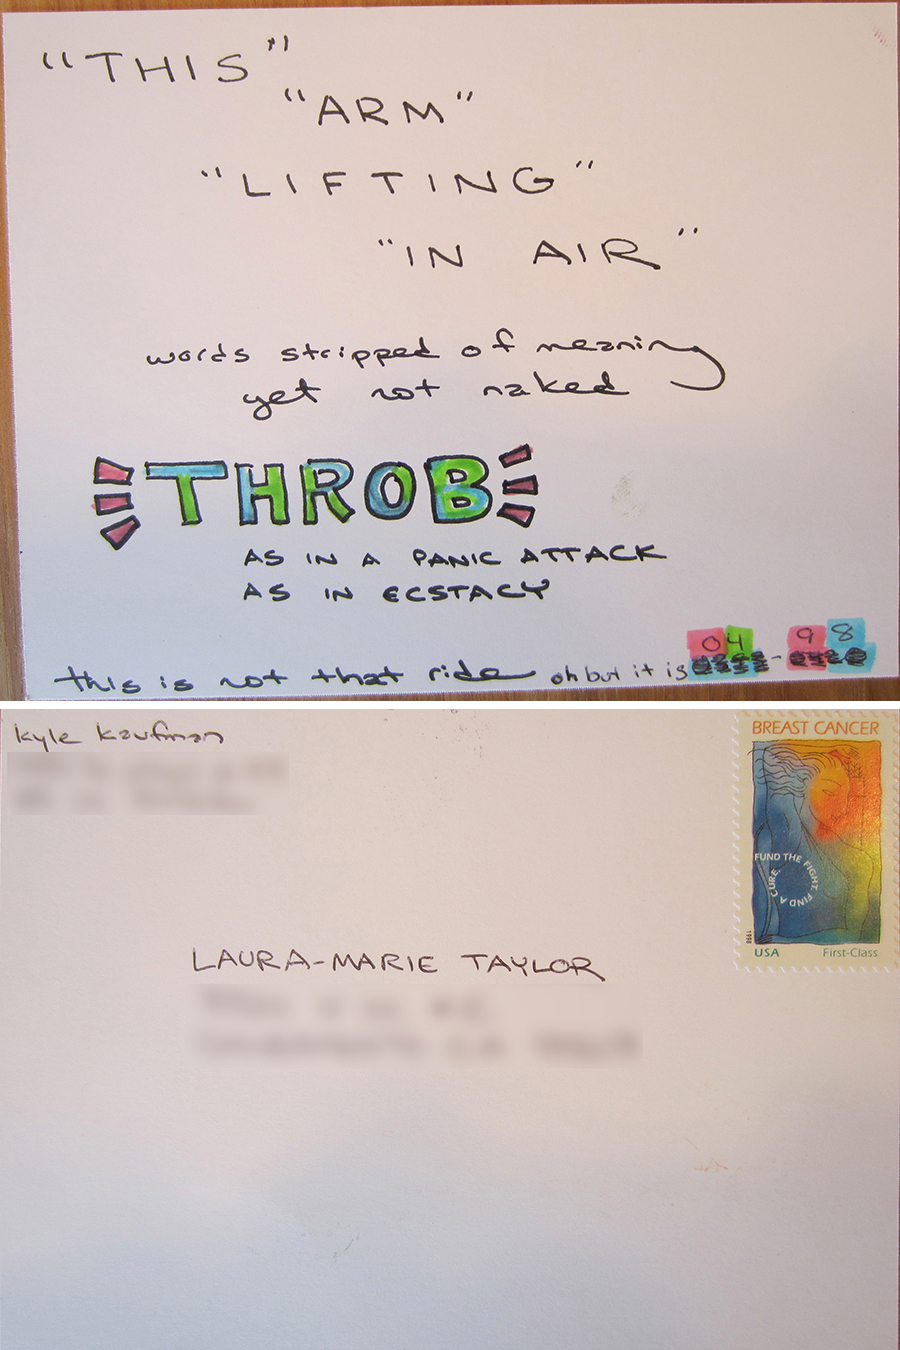 "THIS"
"ARM"
"LIFTING"
"IN AIR"
words stripped of meaning
yet not naked
THROB
AS IN A PANIC ATTACK
AS IN ECSTACY
04 98
this is not that ride oh but it is
Kyle Kaufman
BREAST CANCER
FUND THE FIGHT. FIND A CURE.
1998
USA First-Class
LAURA-MARIE TAYLOR